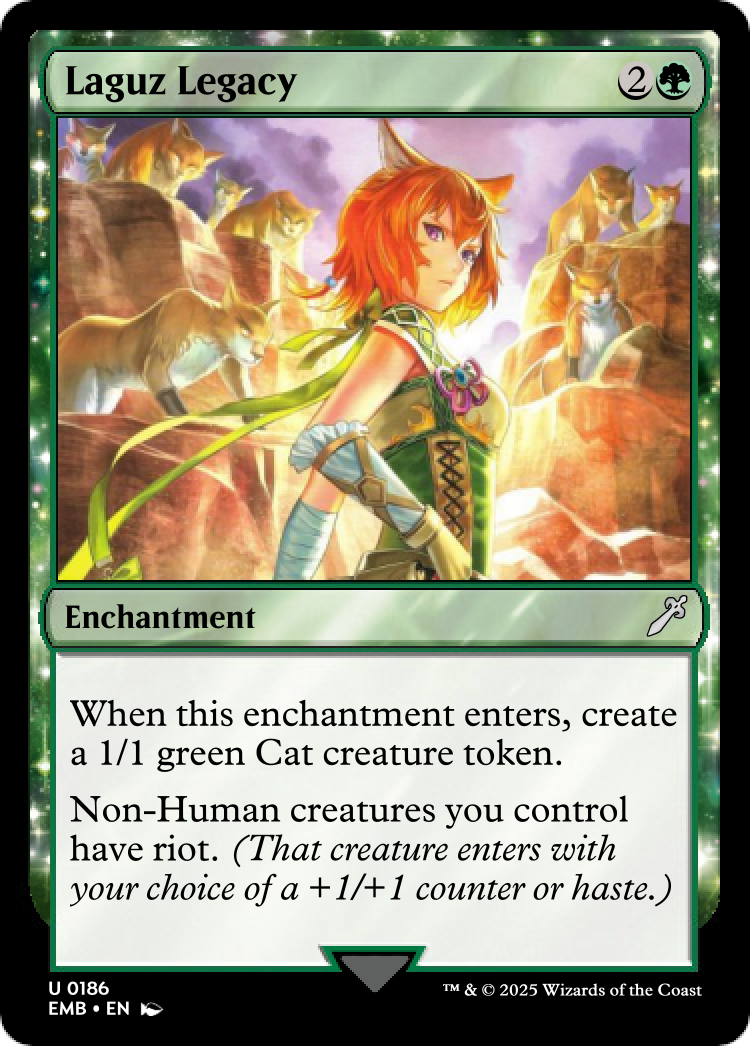 Laguz Legacy 2
Enchantment
When this enchantment enters, create
a 1/1 green Cat creature token.
Non-Human creatures you control
have riot. (That creature enters with
your choice of a +1/+1 counter or haste.)
U 0186
EMB • EN
™ & © 2025 Wizards of the Coast